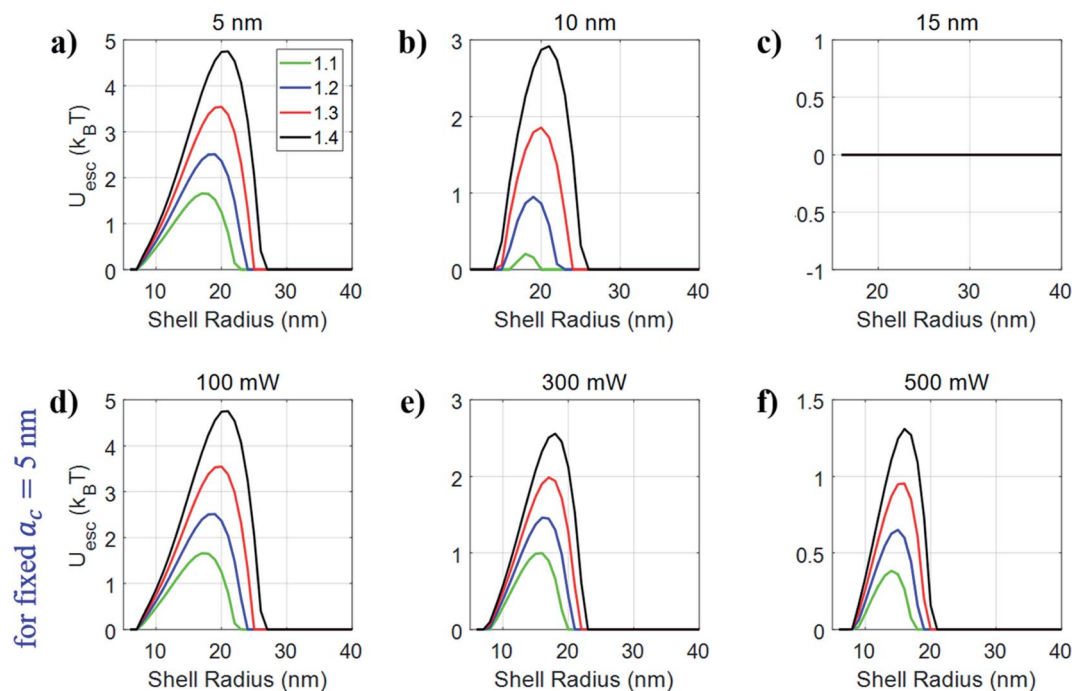 5 nm
10 nm
15 nm
a)
b)
c)
U_esc (k_BT)
5
4
3
2
1
0
1.1
1.2
1.3
1.4
10 20 30 40
Shell Radius (nm)
3
2
1
0
20 30 40
Shell Radius (nm)
1
0.5
0
-0.5
-1
20 30 40
Shell Radius (nm)
100 mW
300 mW
500 mW
d)
e)
f)
for fixed a_c = 5 nm
U_esc (k_BT)
5
4
3
2
1
0
10 20 30 40
Shell Radius (nm)
3
2
1
0
10 20 30 40
Shell Radius (nm)
1.5
1
0.5
0
10 20 30 40
Shell Radius (nm)